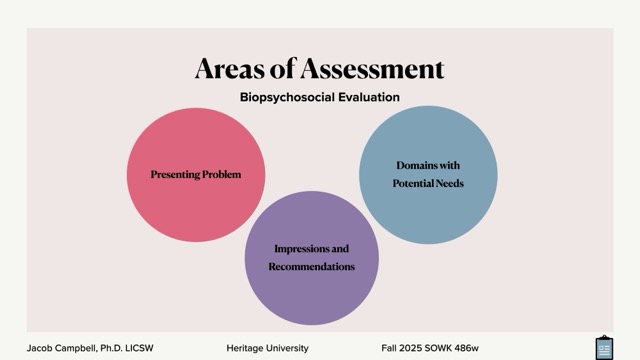 Areas of Assessment
Biopsychosocial Evaluation
Presenting Problem
Domains with
Potential Needs
Impressions and
Recommendations
Jacob Campbell, Ph.D. LICSW
Heritage University
Fall 2025 SOWK 486w